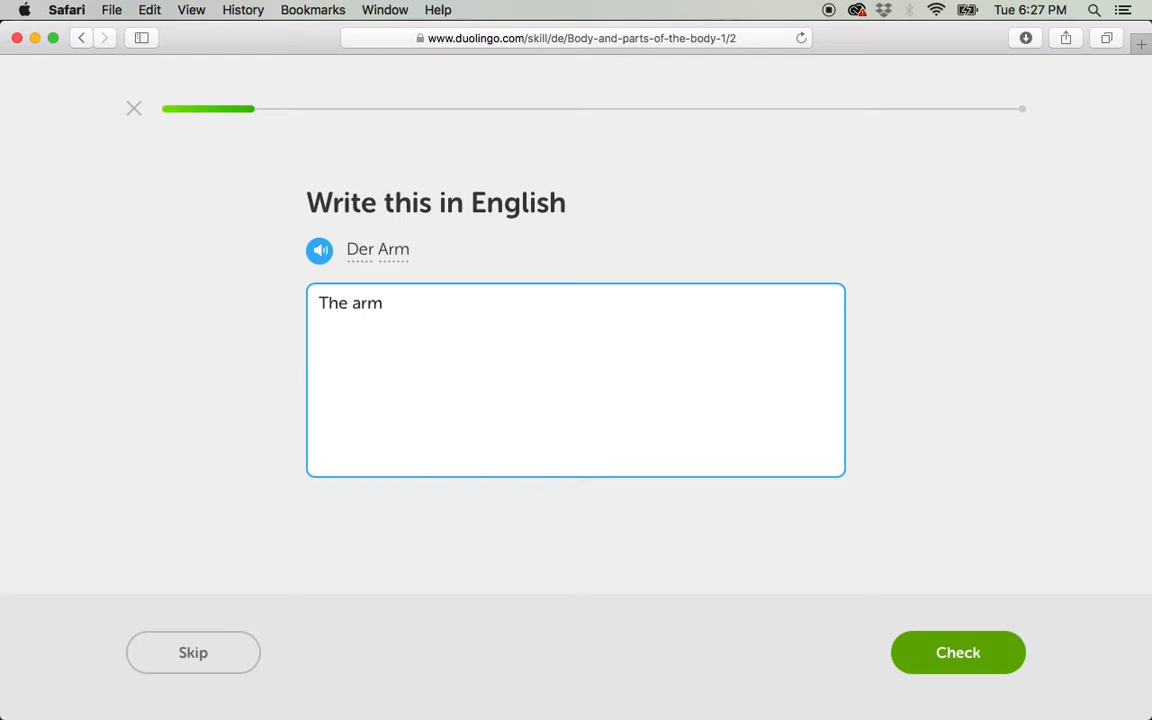 Safari File Edit View History Bookmarks Window Help Tue 6:27 PM
www.duolingo.com/skill/de/Body-and-parts-of-the-body-1/2
Write this in English
Der Arm
The arm
Skip Check